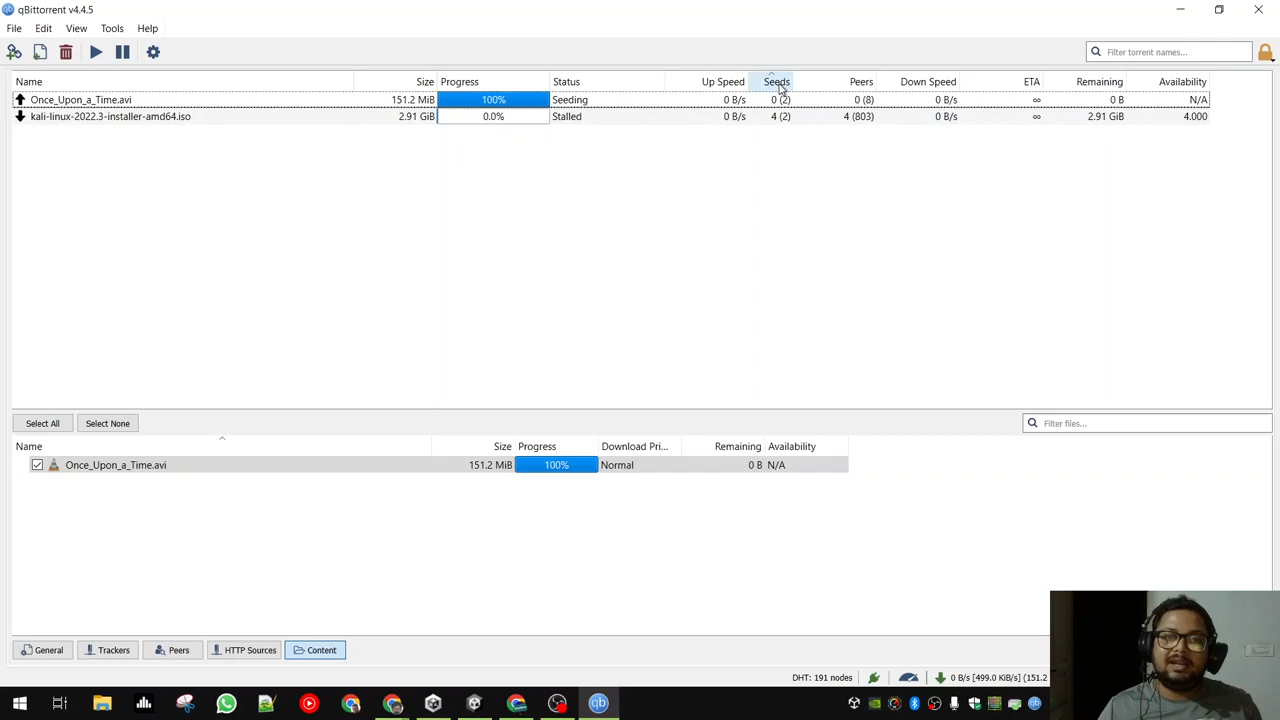 qBittorrent v4.4.5
File Edit View Tools Help
Filter torrent names...
Name Size Progress Status Up Speed Seeds Peers Down Speed ETA Remaining Availability
Once_Upon_a_Time.avi 151.2 MiB 100% Seeding 0 B/s 0 (2) 0 (8) 0 B/s ∞ 0 B N/A
kali-linux-2022.3-installer-amd64.iso 2.91 GiB 0.0% Stalled 0 B/s 4 (2) 4 (803) 0 B/s ∞ 2.91 GiB 4.000
Select All Select None Filter files...
Name Size Progress Download Pri... Remaining Availability
Once_Upon_a_Time.avi 151.2 MiB 100% Normal 0 B N/A
General Trackers Peers HTTP Sources Content
DHT: 191 nodes 0 B/s [499.0 KiB/s] (151.2